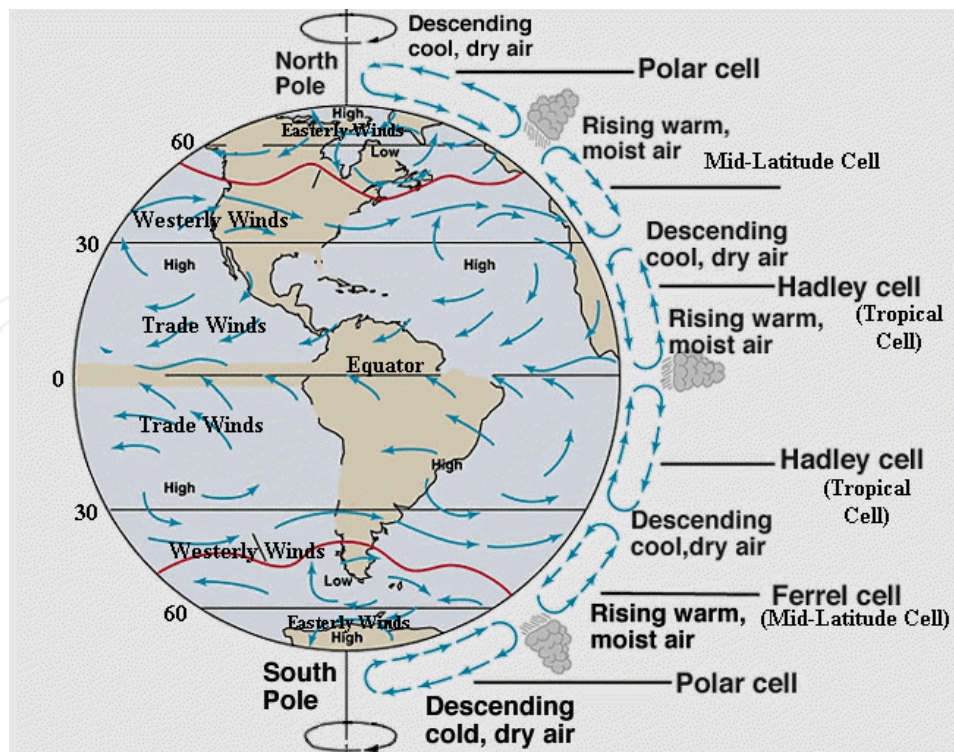 Descending
cool, dry air
North
Pole
Polar cell
High
Easterly Winds
60
Low
Rising warm,
moist air
Mid-Latitude Cell
Westerly Winds
30
High
High
Descending
cool, dry air
Hadley cell
(Tropical
Cell)
Trade Winds
Rising warm,
moist air
Equator
0
Trade Winds
High
High
Hadley cell
(Tropical
Cell)
30
Descending
cool,dry air
Westerly Winds
Low
Ferrel cell
(Mid-Latitude Cell)
60
Rising warm,
moist air
Easterly Winds
High
South
Pole
Polar cell
Descending
cold, dry air